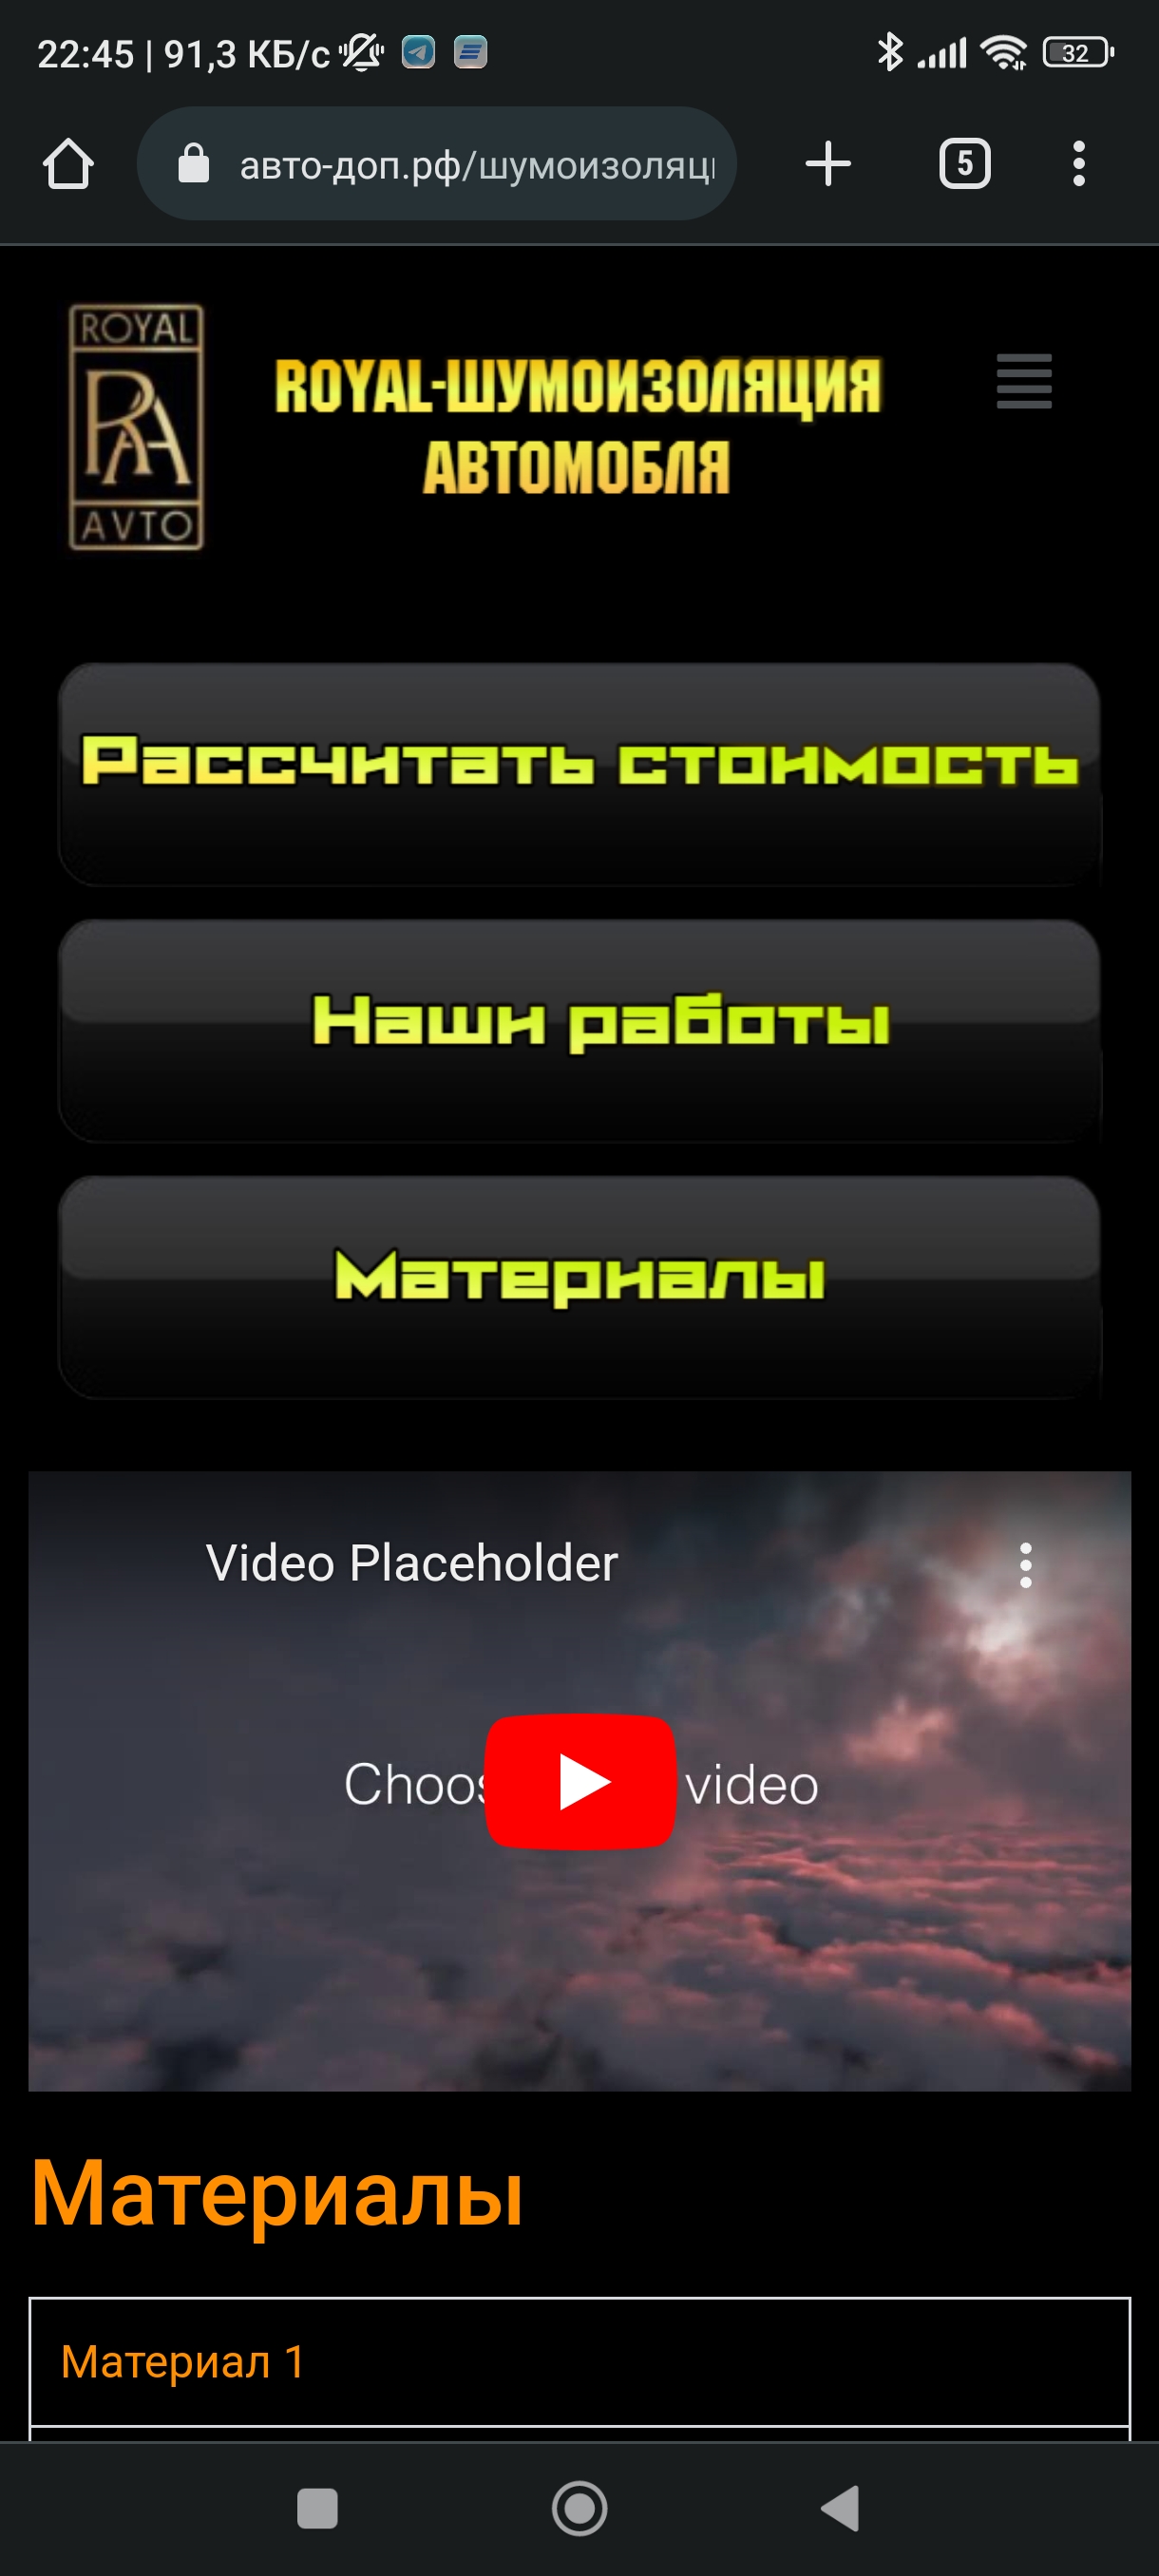 22:45 | 91,3 КБ/с
32
авто-доп.рф/шумоизоляц
5
ROYAL
RA
AVTO
ROYAL-ШУМОИЗОЛЯЦИЯ
АВТОМОБЛЯ
Рассчитать стоимость
Наши работы
Материалы
Video Placeholder
Choos video
Материалы
Материал 1